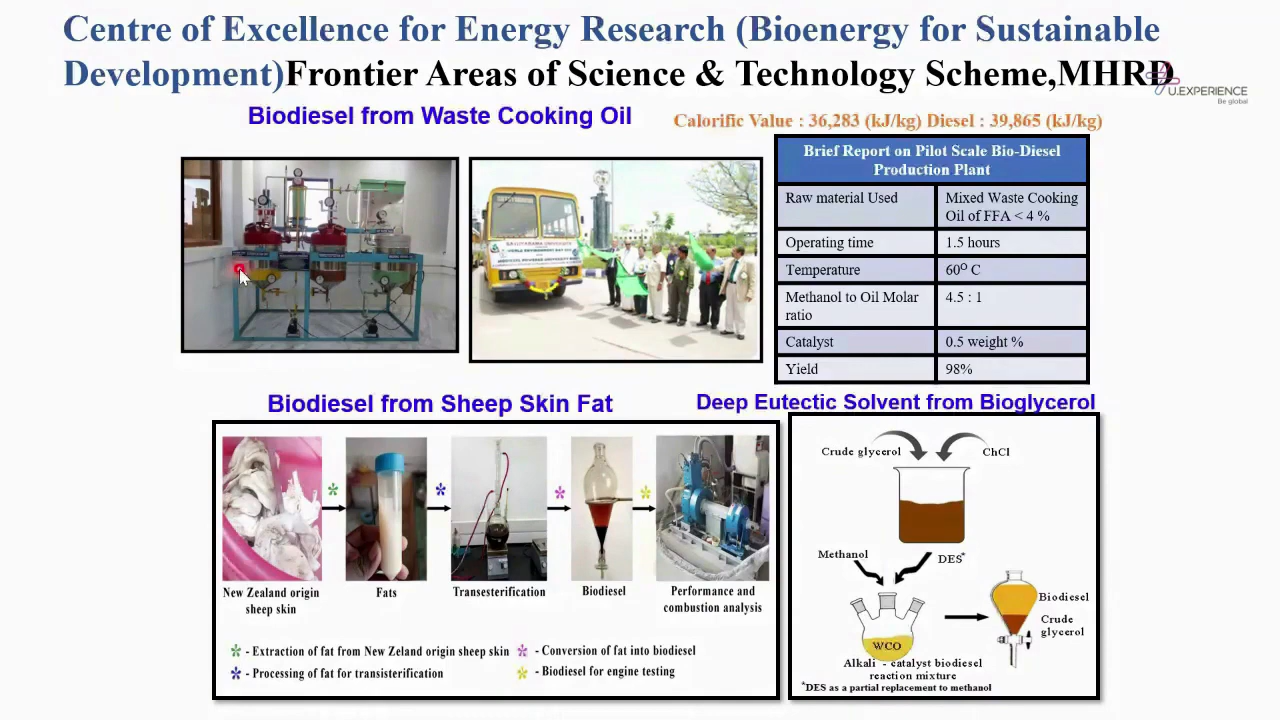 Centre of Excellence for Energy Research (Bioenergy for Sustainable
Development)Frontier Areas of Science & Technology Scheme,MHRD
U.EXPERIENCE
Be global
Biodiesel from Waste Cooking Oil
Calorific Value : 36,283 (kJ/kg) Diesel : 39,865 (kJ/kg)
Brief Report on Pilot Scale Bio-Diesel
Production Plant
Raw material Used
Mixed Waste Cooking
Oil of FFA < 4 %
Operating time
1.5 hours
Temperature
60⁰ C
Methanol to Oil Molar
ratio
4.5 : 1
Catalyst
0.5 weight %
Yield
98%
SATHYABAMA UNIVERSITY
Biodiesel from Sheep Skin Fat
New Zealand origin
sheep skin
Fats
Transesterification
Biodiesel
Performance and
combustion analysis
* - Extraction of fat from New Zeland origin sheep skin
* - Processing of fat for transisterification
* - Conversion of fat into biodiesel
* - Biodiesel for engine testing
Deep Eutectic Solvent from Bioglycerol
Crude glycerol
ChCl
Methanol
DES*
WCO
Biodiesel
Crude
glycerol
Alkali - catalyst biodiesel
reaction mixture
*DES as a partial replacement to methanol